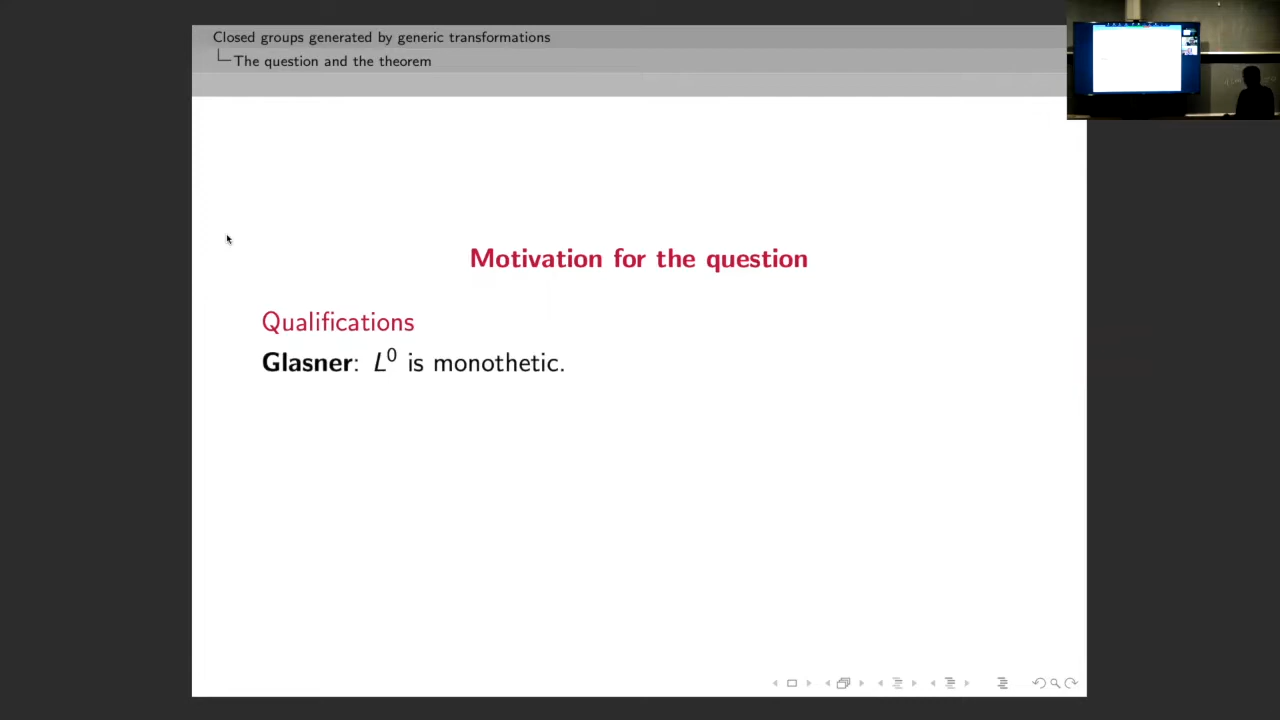 Closed groups generated by generic transformations
The question and the theorem
Motivation for the question
Qualifications
Glasner: L⁰ is monothetic.